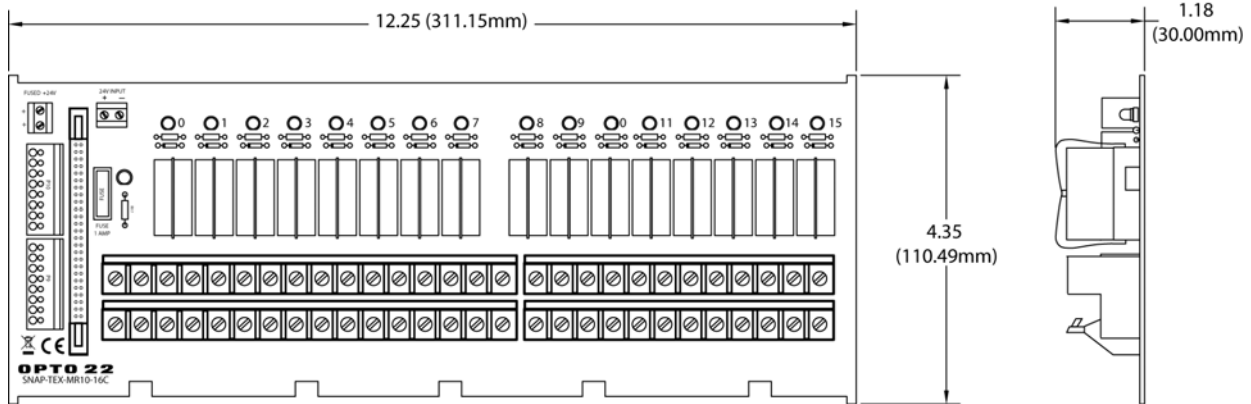 12.25 (311.15mm)
1.18
(30.00mm)
FUSED +24V
24V INPUT
+ −
+
+
0 1 2 3 4 5 6 7 8 9 0 11 12 13 14 15
FUSE
FUSE
1 AMP
4.35
(110.49mm)
CE
OPTO 22
SNAP-TEX-MR10-16C